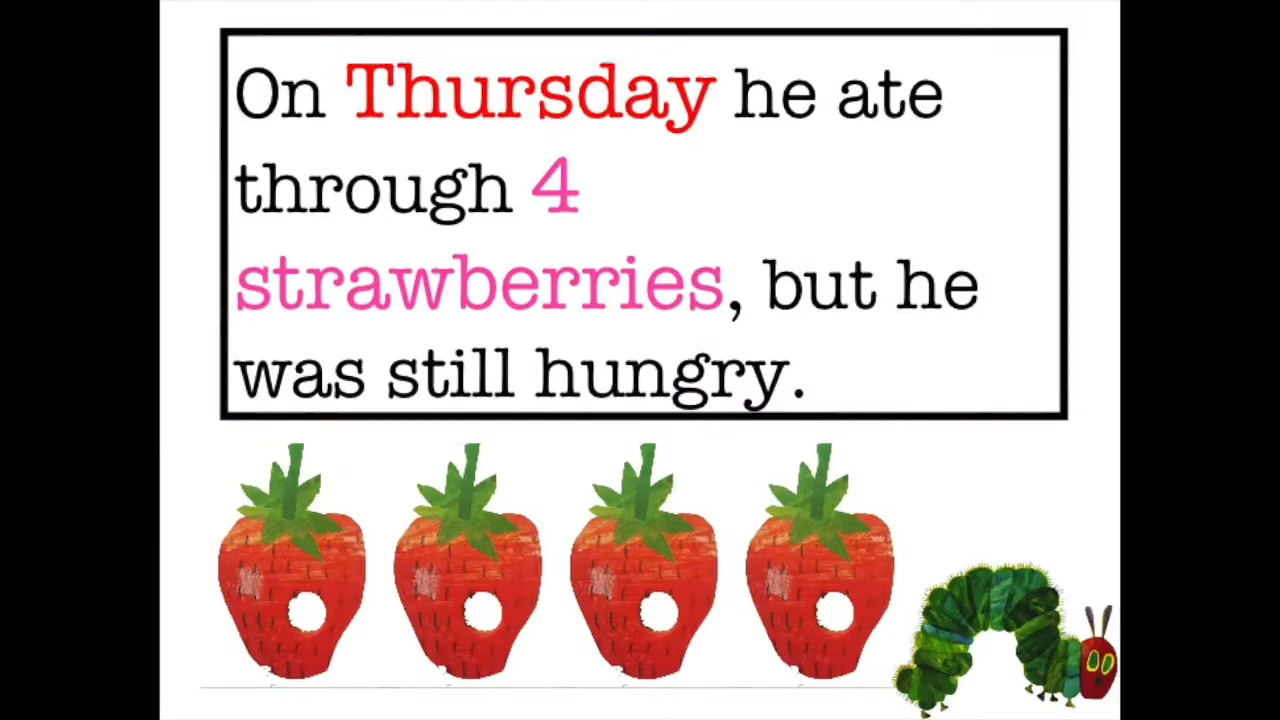 On Thursday he ate
through 4
strawberries, but he
was still hungry.